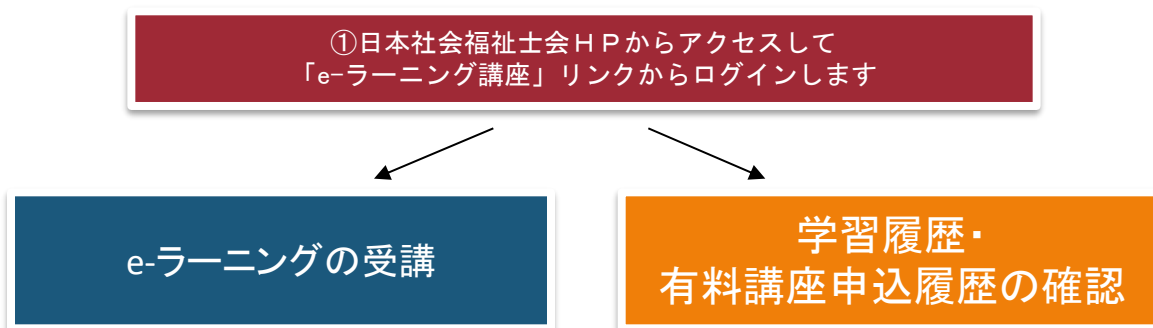 ①日本社会福祉士会ＨＰからアクセスして
「e-ラーニング講座」リンクからログインします
e-ラーニングの受講
学習履歴・
有料講座申込履歴の確認